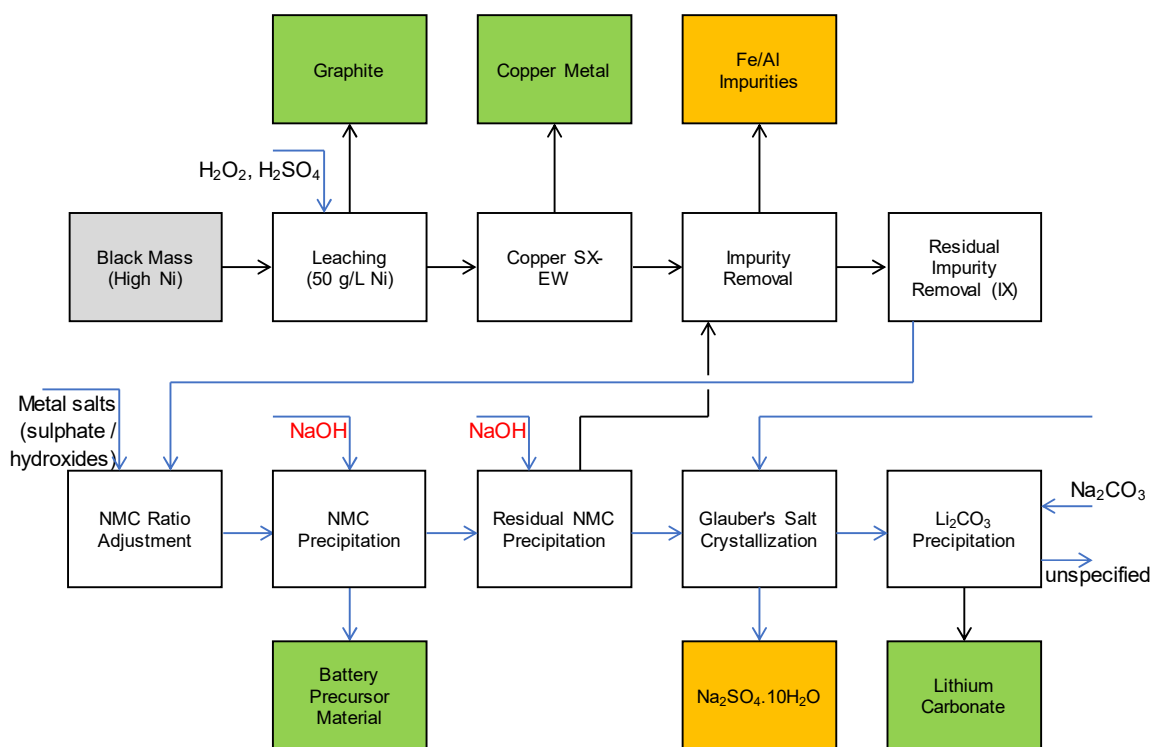 Graphite
Copper Metal
Fe/Al
Impurities
H₂O₂, H₂SO₄
Black Mass
(High Ni)
Leaching
(50 g/L Ni)
Copper SX-
EW
Impurity
Removal
Residual
Impurity
Removal (IX)
Metal salts
(sulphate /
hydroxides)
NaOH
NaOH
Na₂CO₃
NMC Ratio
Adjustment
NMC
Precipitation
Residual NMC
Precipitation
Glauber's Salt
Crystallization
Li₂CO₃
Precipitation
unspecified
Battery
Precursor
Material
Na₂SO₄.10H₂O
Lithium
Carbonate